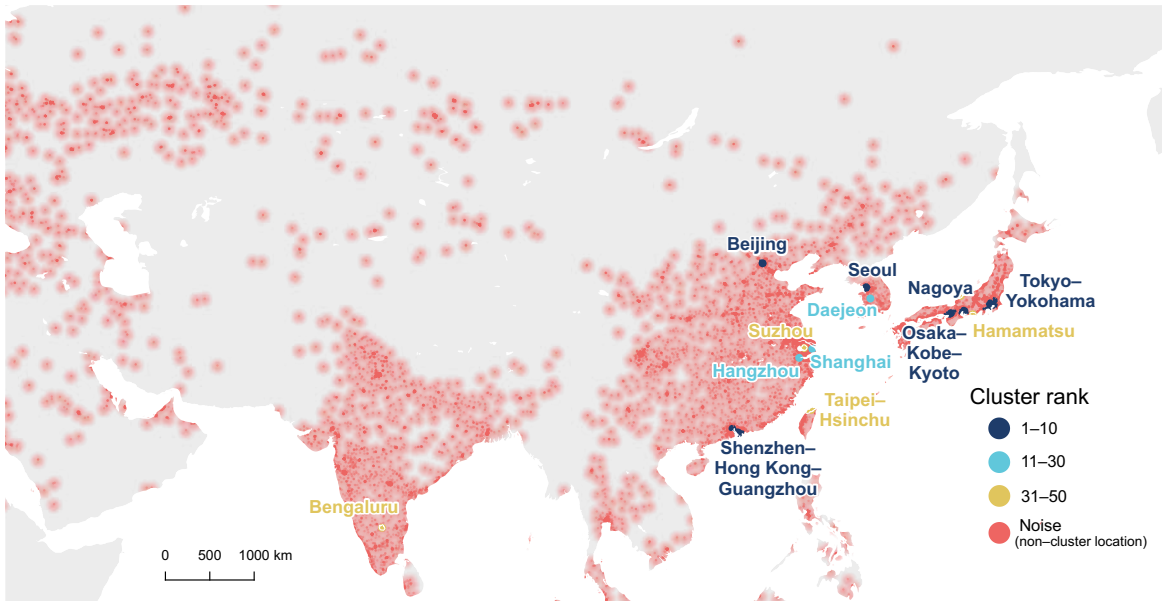 Beijing
Seoul
Nagoya
Tokyo–
Yokohama
Daejeon
Suzhou
Hamamatsu
Osaka–
Kobe–
Kyoto
Shanghai
Hangzhou
Taipei–
Hsinchu
Shenzhen–
Hong Kong–
Guangzhou
Bengaluru
0 500 1000 km
Cluster rank
1–10
11–30
31–50
Noise
(non–cluster location)